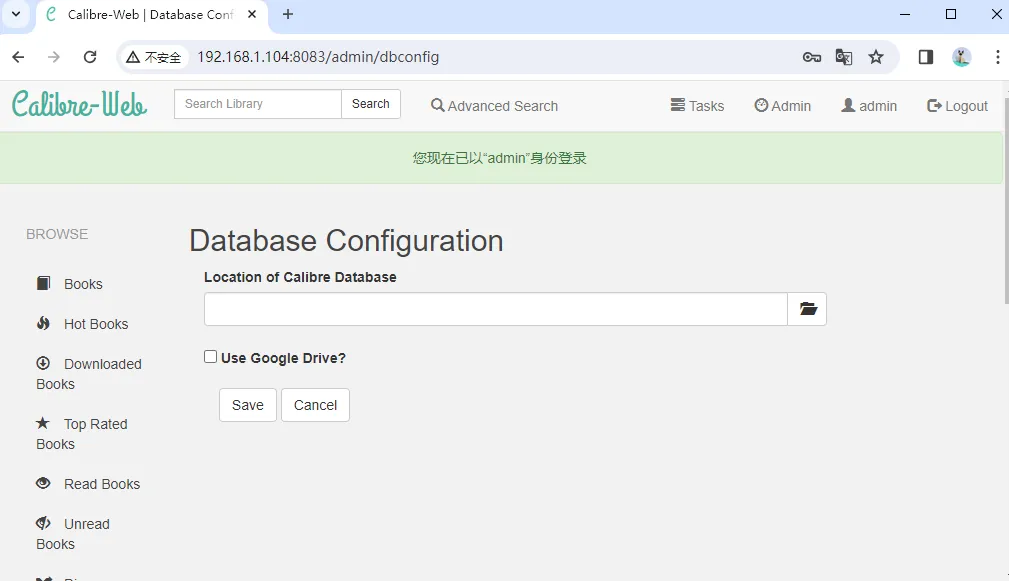 Calibre-Web | Database Conf
不安全
192.168.1.104:8083/admin/dbconfig
Calibre-Web
Search Library
Search
Advanced Search
Tasks
Admin
admin
Logout
您现在已以“admin”身份登录
BROWSE
Database Configuration
Location of Calibre Database
Books
Hot Books
Use Google Drive?
Downloaded
Books
Save
Cancel
Top Rated
Books
Read Books
Unread
Books